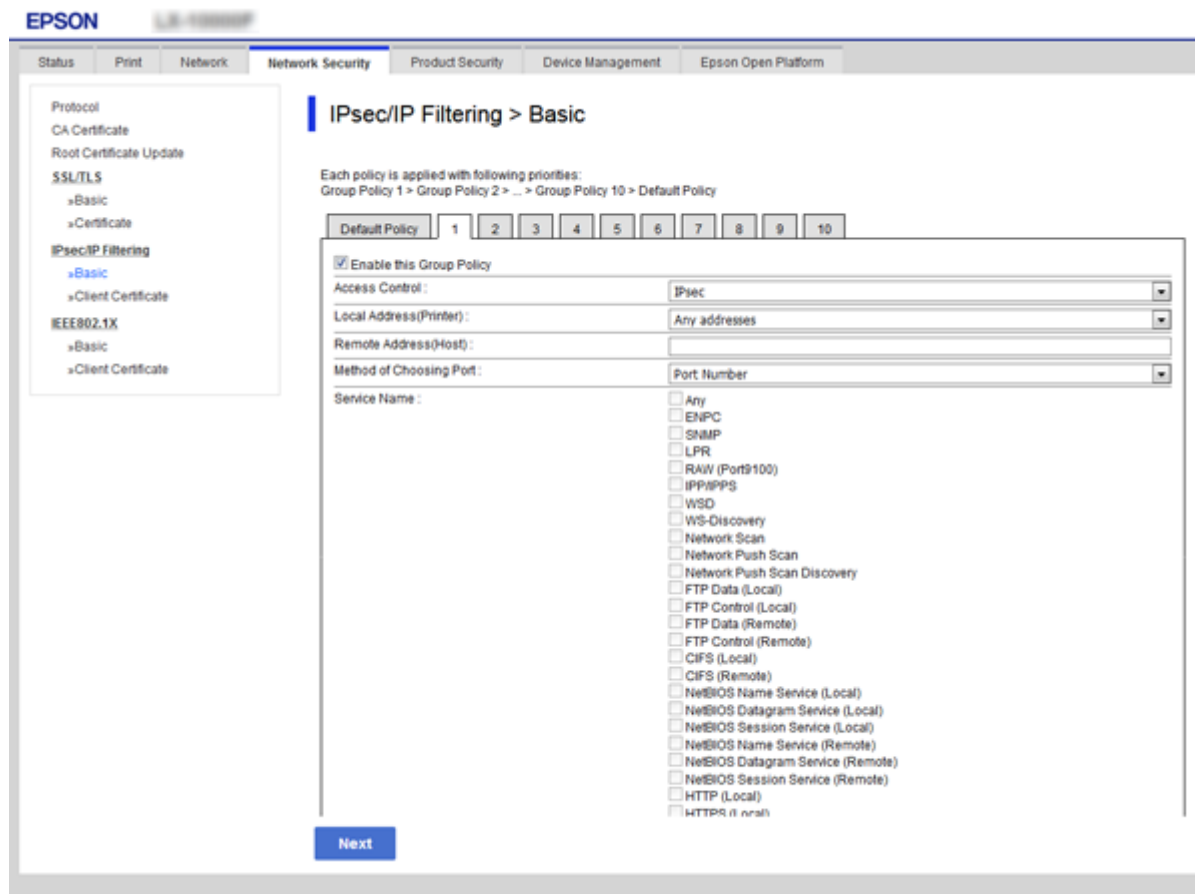 EPSON
Status Print Network Network Security Product Security Device Management Epson Open Platform
Protocol
CA Certificate
Root Certificate Update
SSL/TLS
»Basic
»Certificate
IPsec/IP Filtering
»Basic
»Client Certificate
IEEE802.1X
»Basic
»Client Certificate
IPsec/IP Filtering > Basic
Each policy is applied with following priorities:
Group Policy 1 > Group Policy 2 > ... > Group Policy 10 > Default Policy
Default Policy 1 2 3 4 5 6 7 8 9 10
Enable this Group Policy
Access Control : IPsec
Local Address(Printer) : Any addresses
Remote Address(Host) :
Method of Choosing Port : Port Number
Service Name : Any
ENPC
SNMP
LPR
RAW (Port9100)
IPP/IPPS
WSD
WS-Discovery
Network Scan
Network Push Scan
Network Push Scan Discovery
FTP Data (Local)
FTP Control (Local)
FTP Data (Remote)
FTP Control (Remote)
CIFS (Local)
CIFS (Remote)
NetBIOS Name Service (Local)
NetBIOS Datagram Service (Local)
NetBIOS Session Service (Local)
NetBIOS Name Service (Remote)
NetBIOS Datagram Service (Remote)
NetBIOS Session Service (Remote)
HTTP (Local)
HTTPS (Local)
Next